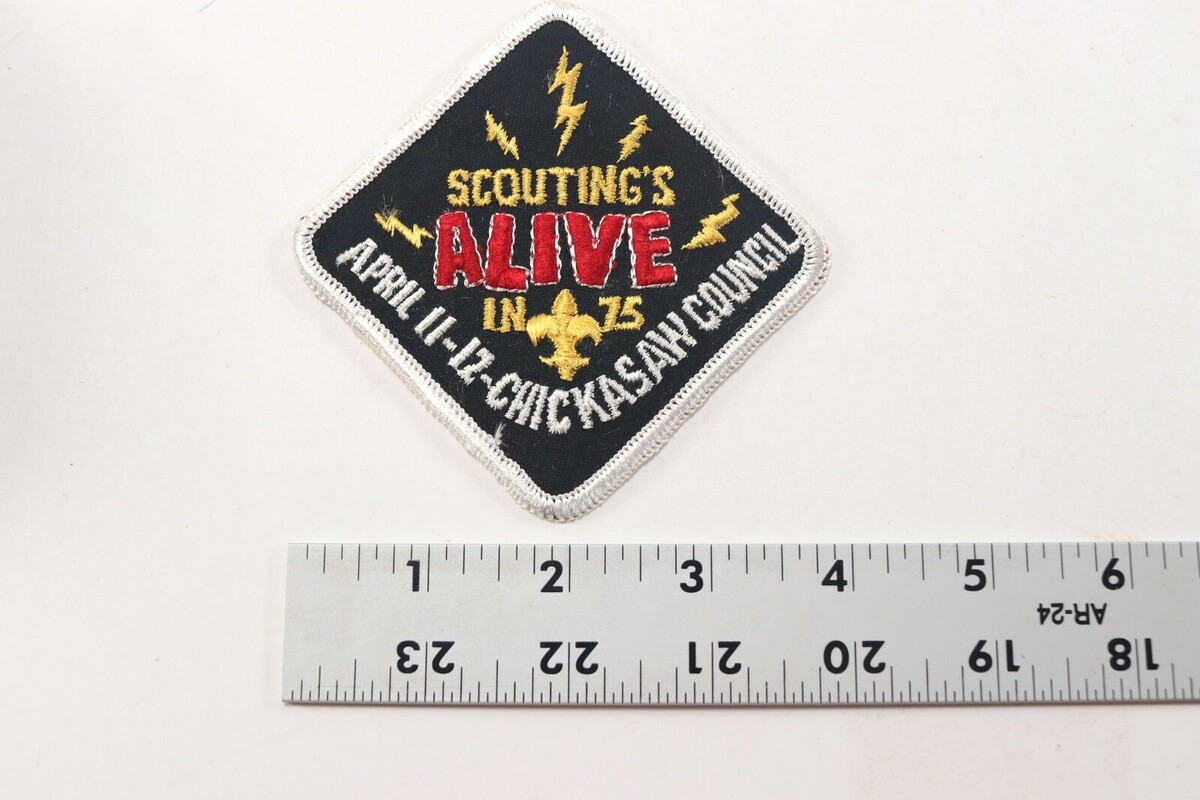 SCOUTING'S
ALIVE
IN 75
APRIL 11-12-CHICKASAW COUNCIL
1 2 3 4 5 6
AR-24
23 22 21 20 19 18